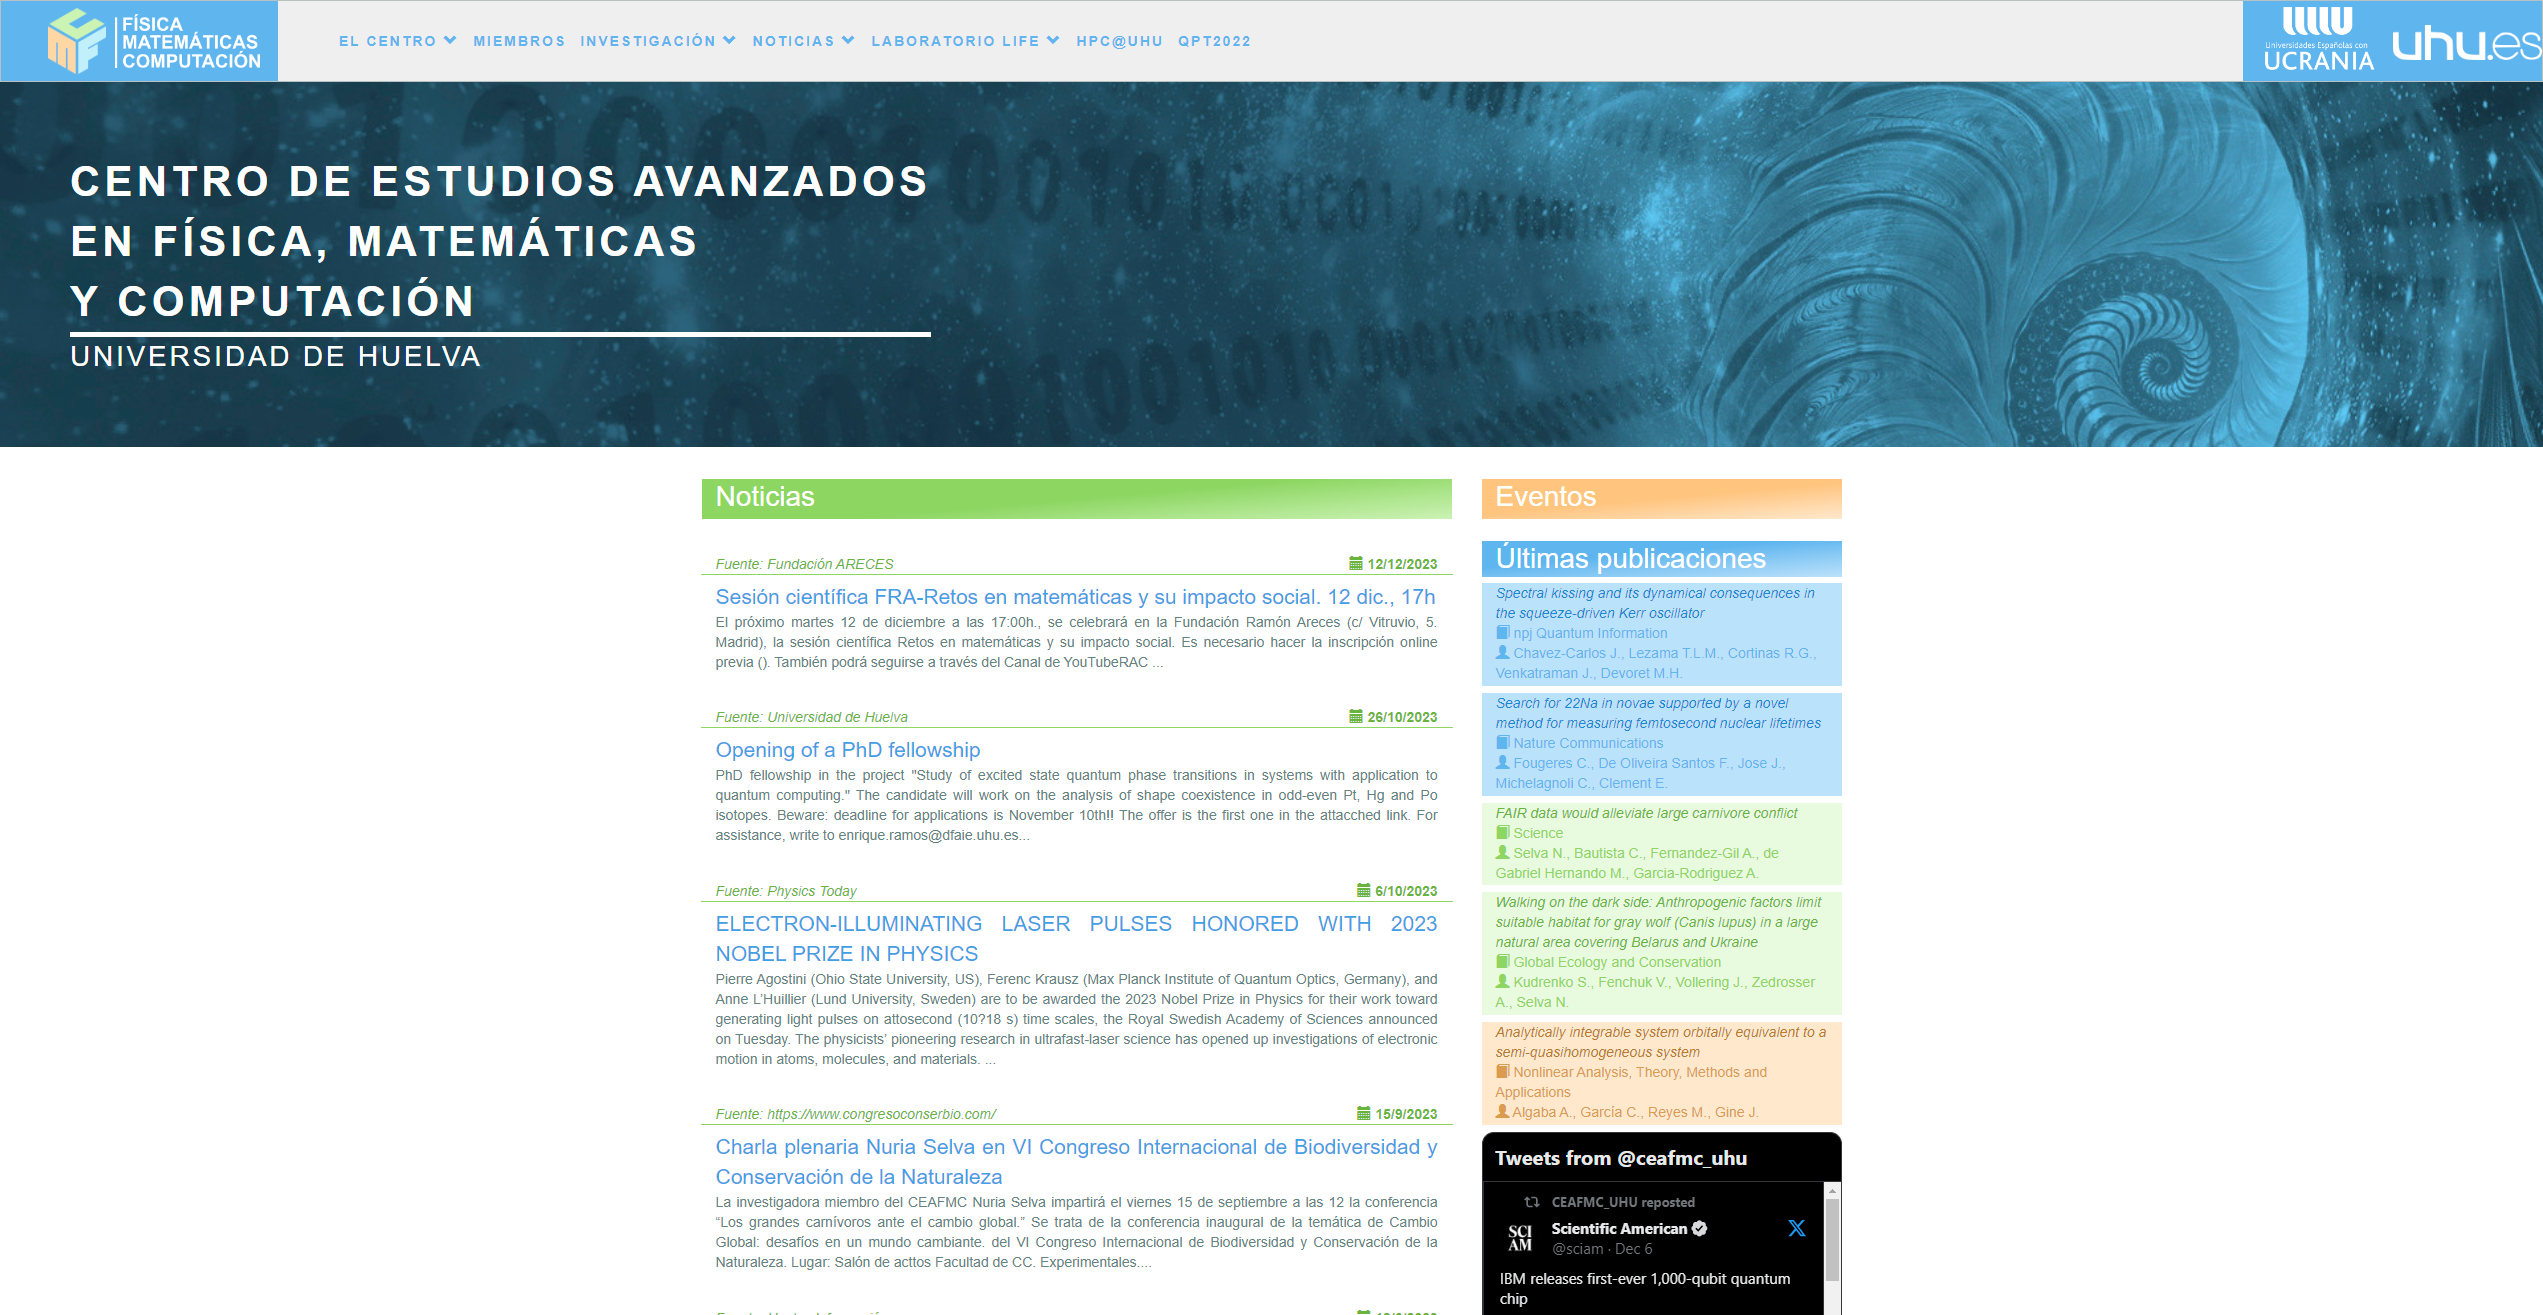 FÍSICA
MATEMÁTICAS
COMPUTACIÓN
EL CENTRO MIEMBROS INVESTIGACIÓN NOTICIAS LABORATORIO LIFE HPC@UHU QPT2022
Universidades Españolas con
UCRANIA
uhu.es
CENTRO DE ESTUDIOS AVANZADOS
EN FÍSICA, MATEMÁTICAS
Y COMPUTACIÓN
UNIVERSIDAD DE HUELVA
Noticias
Fuente: Fundación ARECES 12/12/2023
Sesión científica FRA-Retos en matemáticas y su impacto social. 12 dic., 17h
El próximo martes 12 de diciembre a las 17:00h., se celebrará en la Fundación Ramón Areces (c/ Vitruvio, 5.
Madrid), la sesión científica Retos en matemáticas y su impacto social. Es necesario hacer la inscripción online
previa (). También podrá seguirse a través del Canal de YouTubeRAC ...
Fuente: Universidad de Huelva 26/10/2023
Opening of a PhD fellowship
PhD fellowship in the project "Study of excited state quantum phase transitions in systems with application to
quantum computing." The candidate will work on the analysis of shape coexistence in odd-even Pt, Hg and Po
isotopes. Beware: deadline for applications is November 10th!! The offer is the first one in the attacched link. For
assistance, write to enrique.ramos@dfaie.uhu.es...
Fuente: Physics Today 6/10/2023
ELECTRON-ILLUMINATING LASER PULSES HONORED WITH 2023
NOBEL PRIZE IN PHYSICS
Pierre Agostini (Ohio State University, US), Ferenc Krausz (Max Planck Institute of Quantum Optics, Germany), and
Anne L'Huillier (Lund University, Sweden) are to be awarded the 2023 Nobel Prize in Physics for their work toward
generating light pulses on attosecond (10?18 s) time scales, the Royal Swedish Academy of Sciences announced
on Tuesday. The physicists' pioneering research in ultrafast-laser science has opened up investigations of electronic
motion in atoms, molecules, and materials. ...
Fuente: https://www.congresoconserbio.com/ 15/9/2023
Charla plenaria Nuria Selva en VI Congreso Internacional de Biodiversidad y
Conservación de la Naturaleza
La investigadora miembro del CEAFMC Nuria Selva impartirá el viernes 15 de septiembre a las 12 la conferencia
“Los grandes carnívoros ante el cambio global.” Se trata de la conferencia inaugural de la temática de Cambio
Global: desafíos en un mundo cambiante. del VI Congreso Internacional de Biodiversidad y Conservación de la
Naturaleza. Lugar: Salón de acttos Facultad de CC. Experimentales....
Eventos
Últimas publicaciones
Spectral kissing and its dynamical consequences in
the squeeze-driven Kerr oscillator
npj Quantum Information
Chavez-Carlos J., Lezama T.L.M., Cortinas R.G.,
Venkatraman J., Devoret M.H.
Search for 22Na in novae supported by a novel
method for measuring femtosecond nuclear lifetimes
Nature Communications
Fougeres C., De Oliveira Santos F., Jose J.,
Michelagnoli C., Clement E.
FAIR data would alleviate large carnivore conflict
Science
Selva N., Bautista C., Fernandez-Gil A., de
Gabriel Hernando M., Garcia-Rodriguez A.
Walking on the dark side: Anthropogenic factors limit
suitable habitat for gray wolf (Canis lupus) in a large
natural area covering Belarus and Ukraine
Global Ecology and Conservation
Kudrenko S., Fenchuk V., Vollering J., Zedrosser
A., Selva N.
Analytically integrable system orbitally equivalent to a
semi-quasihomogeneous system
Nonlinear Analysis, Theory, Methods and
Applications
Algaba A., García C., Reyes M., Gine J.
Tweets from @ceafmc_uhu
CEAFMC_UHU reposted
SCI
AM
Scientific American
@sciam · Dec 6
IBM releases first-ever 1,000-qubit quantum
chip